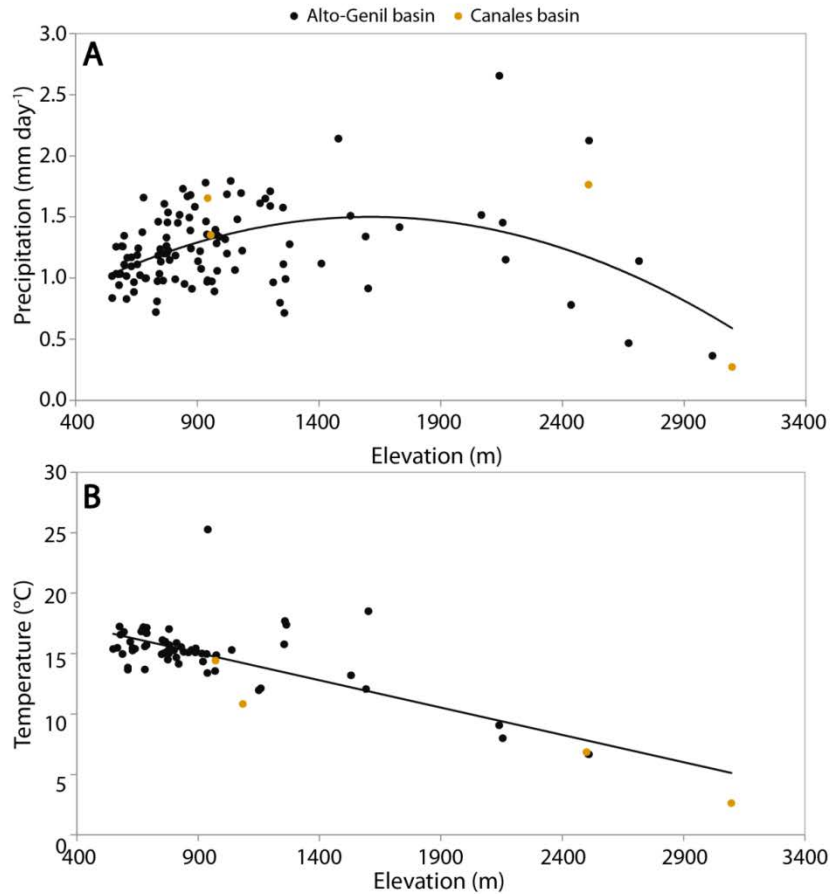 ● Alto-Genil basin ● Canales basin
A
Precipitation (mm day⁻¹)
3.0
2.5
2.0
1.5
1.0
0.5
0.0
400 900 1400 1900 2400 2900 3400
Elevation (m)
B
Temperature (°C)
30
25
20
15
10
5
0
400 900 1400 1900 2400 2900 3400
Elevation (m)